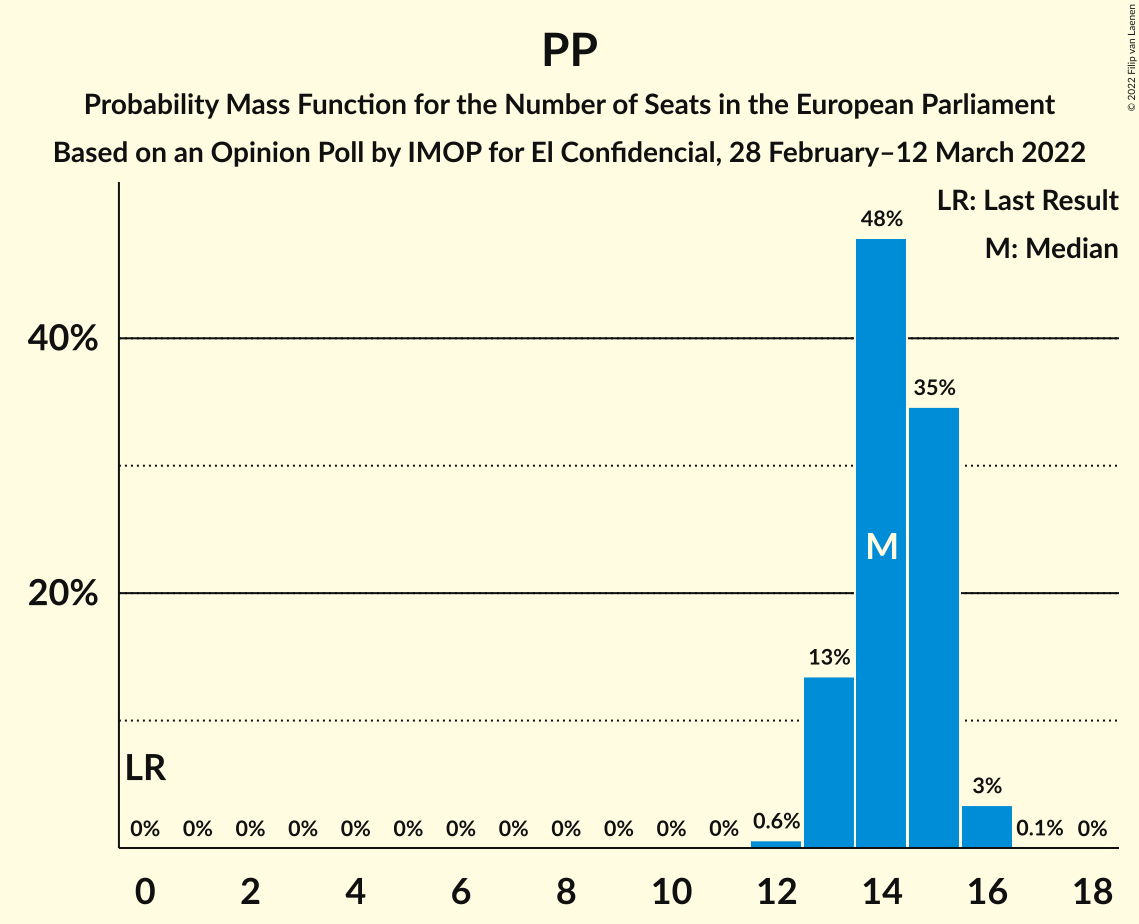 PP
Probability Mass Function for the Number of Seats in the European Parliament
Based on an Opinion Poll by IMOP for El Confidencial, 28 February–12 March 2022
© 2022 Filip van Laenen
LR: Last Result
M: Median
48%
40%
35%
M
20%
13%
LR
3%
0% 0% 0% 0% 0% 0% 0% 0% 0% 0% 0% 0% 0.6% 0.1% 0%
0 2 4 6 8 10 12 14 16 18